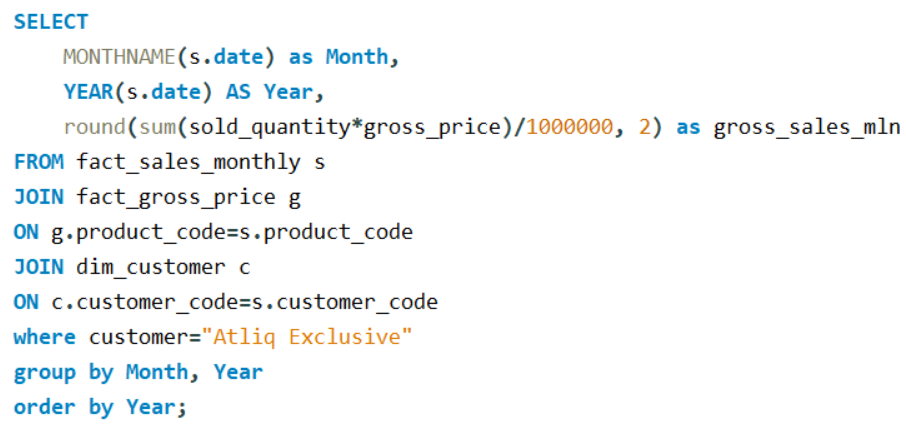 SELECT
MONTHNAME(s.date) as Month,
YEAR(s.date) AS Year,
round(sum(sold_quantity*gross_price)/1000000, 2) as gross_sales_mln
FROM fact_sales_monthly s
JOIN fact_gross_price g
ON g.product_code=s.product_code
JOIN dim_customer c
ON c.customer_code=s.customer_code
where customer="Atliq Exclusive"
group by Month, Year
order by Year;